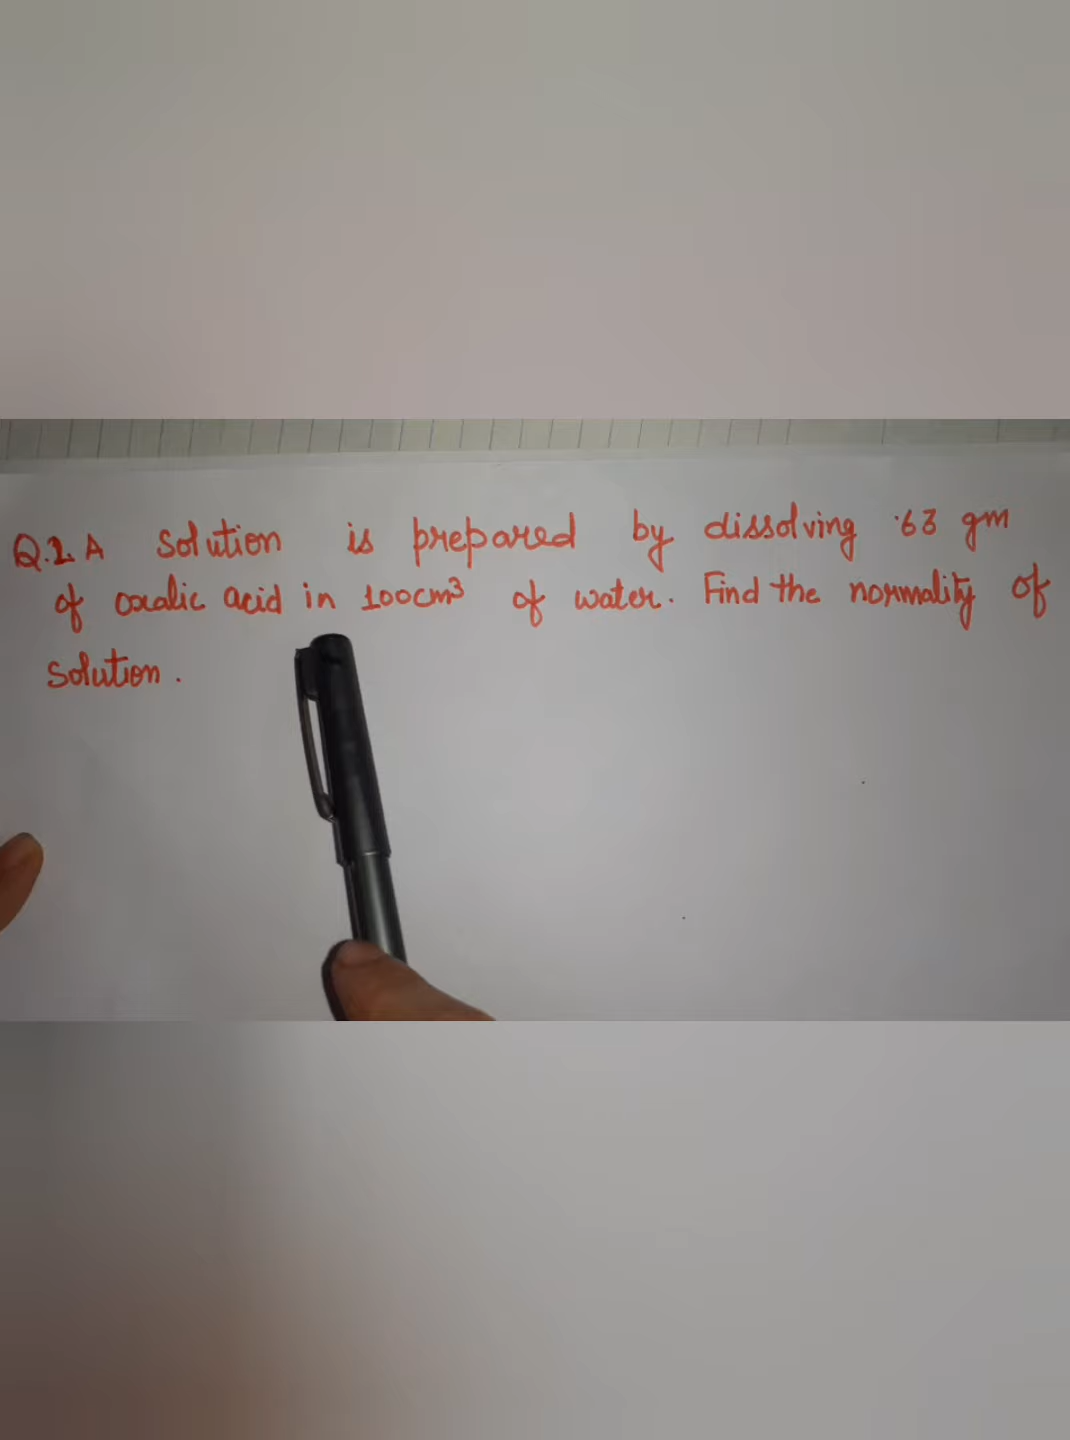 Q.1. A solution is prepared by dissolving .63 gm
of oxalic acid in 100cm³ of water. Find the normality of
solution.